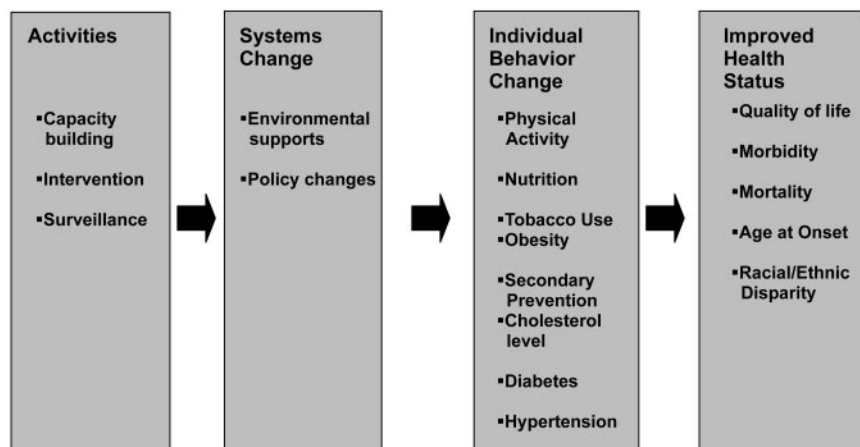 Activities
▪Capacity
building
▪Intervention
▪Surveillance
Systems
Change
▪Environmental
supports
▪Policy changes
Individual
Behavior
Change
▪Physical
Activity
▪Nutrition
▪Tobacco Use
▪Obesity
▪Secondary
Prevention
▪Cholesterol
level
▪Diabetes
▪Hypertension
Improved
Health
Status
▪Quality of life
▪Morbidity
▪Mortality
▪Age at Onset
▪Racial/Ethnic
Disparity